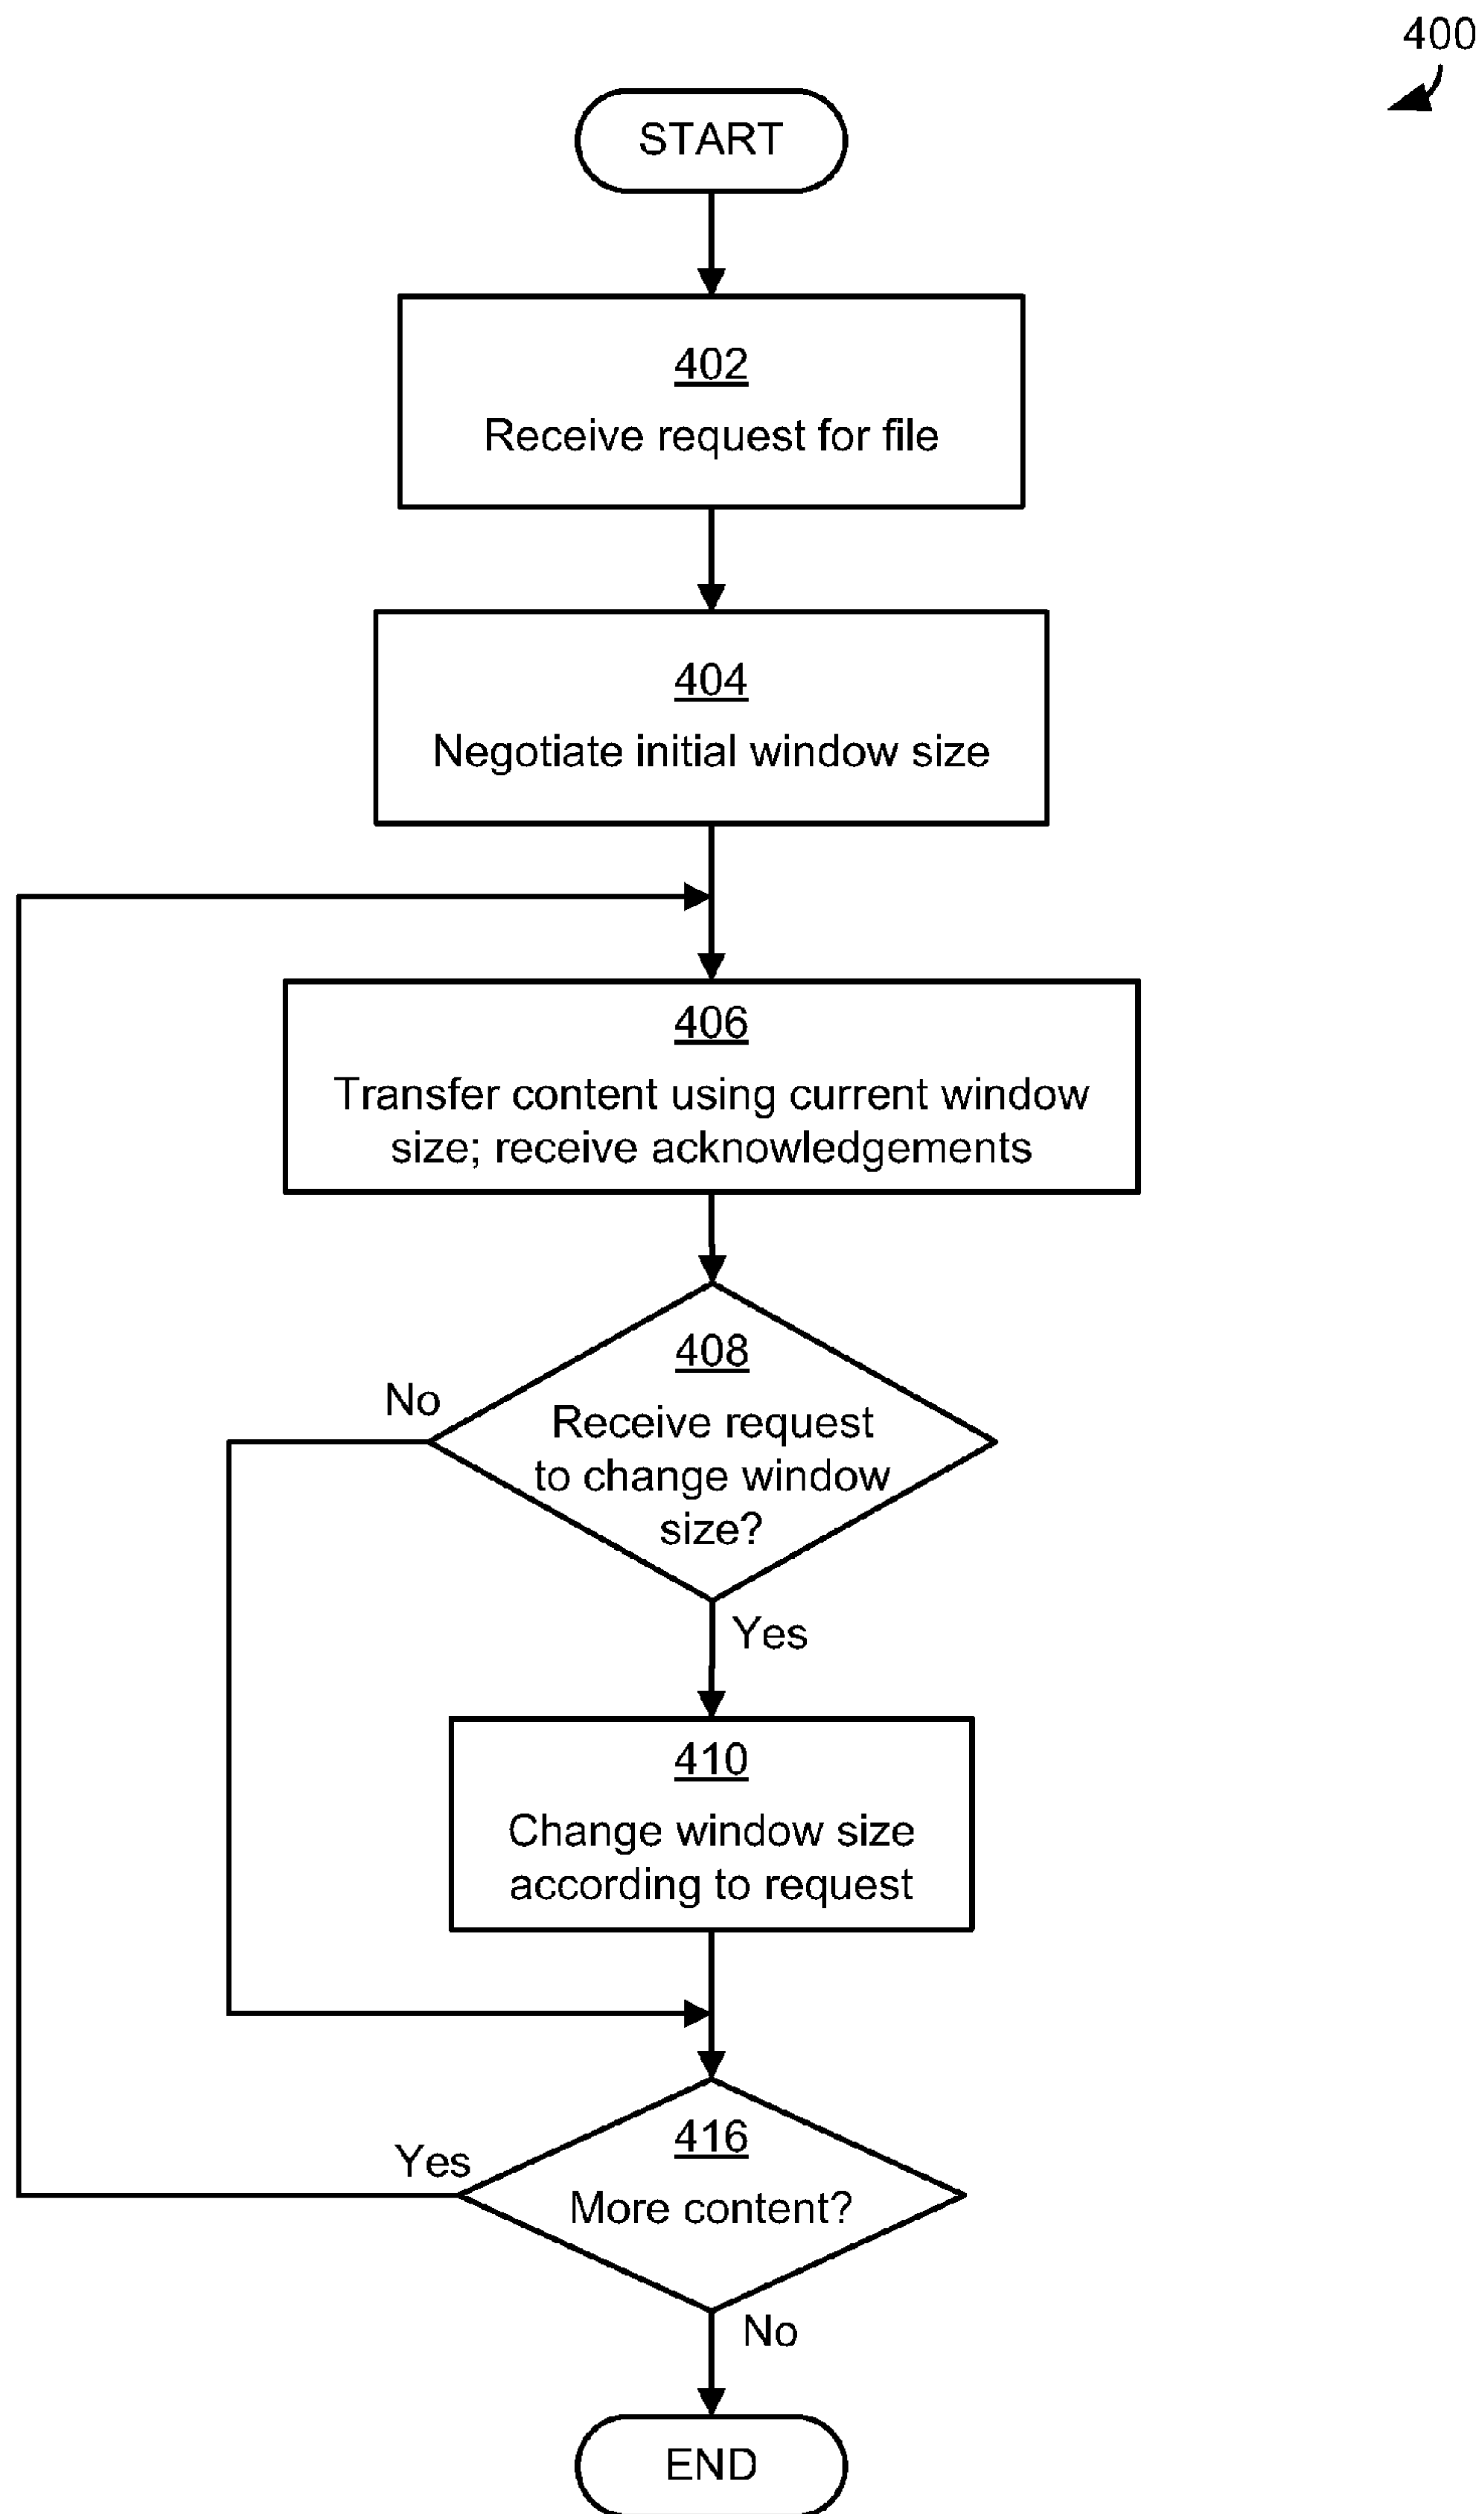 400
START
402
Receive request for file
404
Negotiate initial window size
406
Transfer content using current window
size; receive acknowledgements
408
No
Receive request
to change window
size?
Yes
410
Change window size
according to request
416
Yes
More content?
No
END